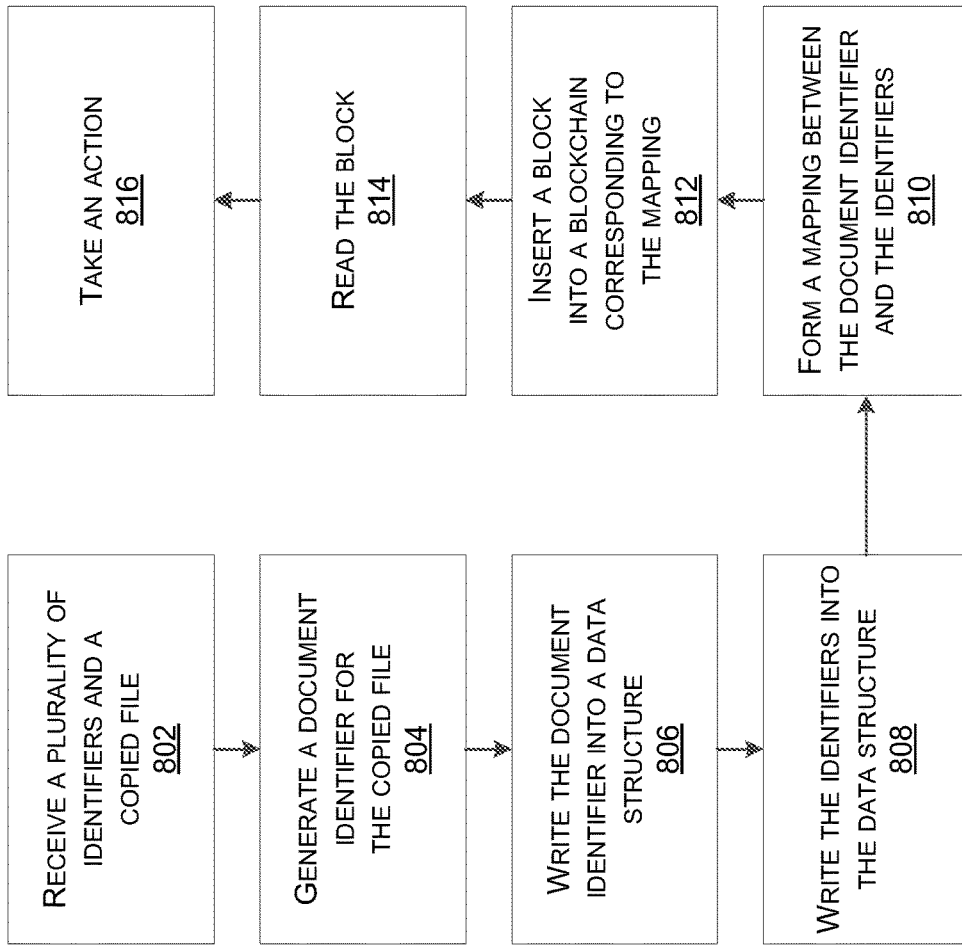 RECEIVE A PLURALITY OF
IDENTIFIERS AND A
COPIED FILE
802
GENERATE A DOCUMENT
IDENTIFIER FOR
THE COPIED FILE
804
WRITE THE DOCUMENT
IDENTIFIER INTO A DATA
STRUCTURE
806
WRITE THE IDENTIFIERS INTO
THE DATA STRUCTURE
808
FORM A MAPPING BETWEEN
THE DOCUMENT IDENTIFIER
AND THE IDENTIFIERS
810
INSERT A BLOCK
INTO A BLOCKCHAIN
CORRESPONDING TO
THE MAPPING
812
READ THE BLOCK
814
TAKE AN ACTION
816